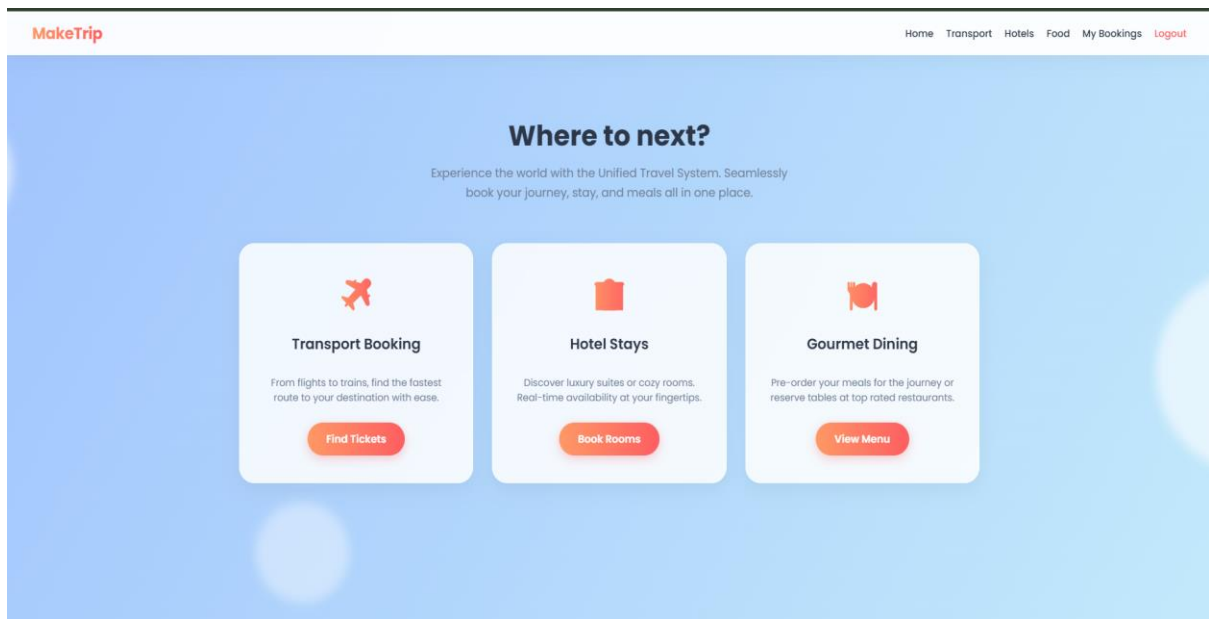 MakeTrip
Home Transport Hotels Food My Bookings Logout
Where to next?
Experience the world with the Unified Travel System. Seamlessly
book your journey, stay, and meals all in one place.
Transport Booking
From flights to trains, find the fastest
route to your destination with ease.
Find Tickets
Hotel Stays
Discover luxury suites or cozy rooms.
Real-time availability at your fingertips.
Book Rooms
Gourmet Dining
Pre-order your meals for the journey or
reserve tables at top rated restaurants.
View Menu